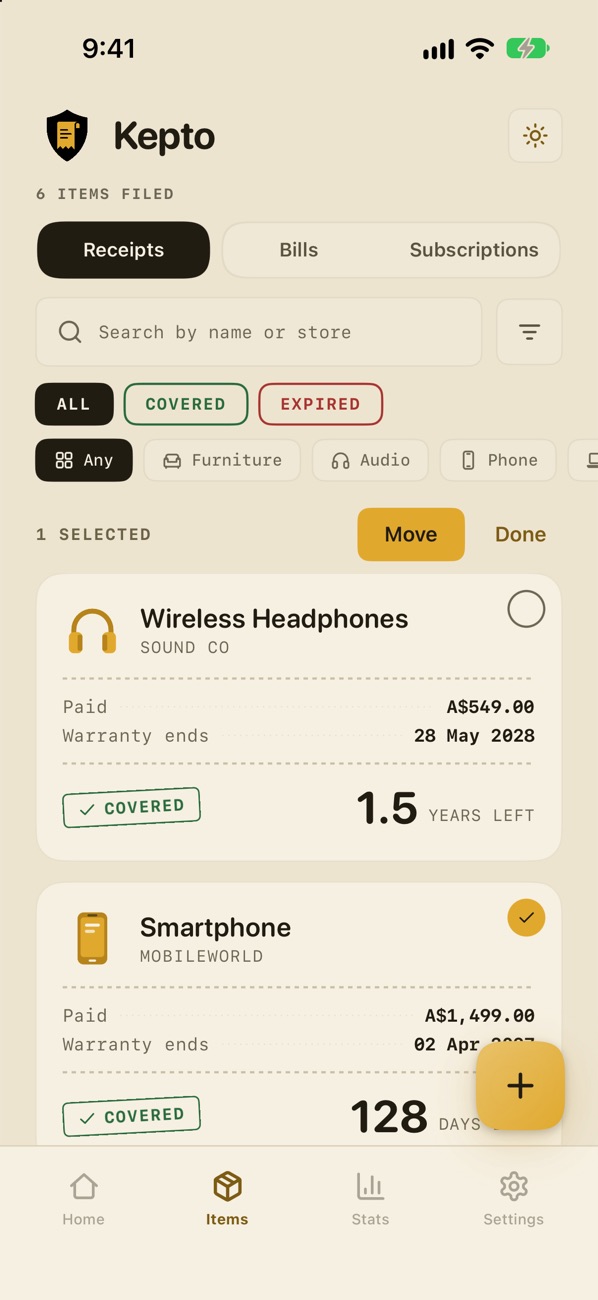 9:41
Kepto
6 ITEMS FILED
Receipts Bills Subscriptions
Search by name or store
ALL COVERED EXPIRED
Any Furniture Audio Phone
1 SELECTED Move Done
Wireless Headphones
SOUND CO
Paid A$549.00
Warranty ends 28 May 2028
COVERED 1.5 YEARS LEFT
Smartphone
MOBILEWORLD
Paid A$1,499.00
Warranty ends 02 Apr
COVERED 128 DAYS
Home Items Stats Settings